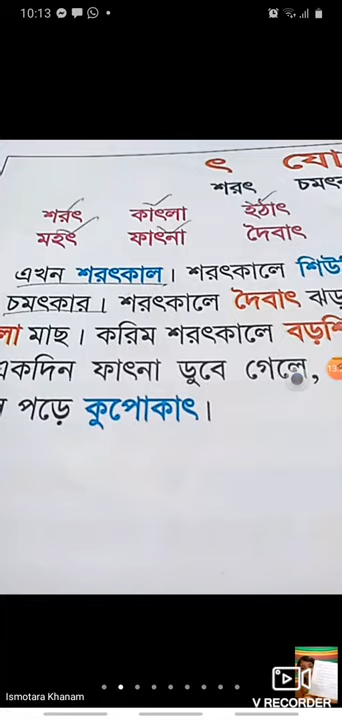 10:13
ৎ যো
শরৎ চমৎক
শরৎ কাৎলা হঠাৎ
মহৎ ফাৎনা দৈবাৎ
এখন শরৎকাল। শরৎকালে শিউ
চমৎকার। শরৎকালে দৈবাৎ ঝড়
লা মাছ। করিম শরৎকালে বড়শি
একদিন ফাৎনা ডুবে গেলে,
পড়ে কুপোকাৎ।
Ismotara Khanam
V RECORDER